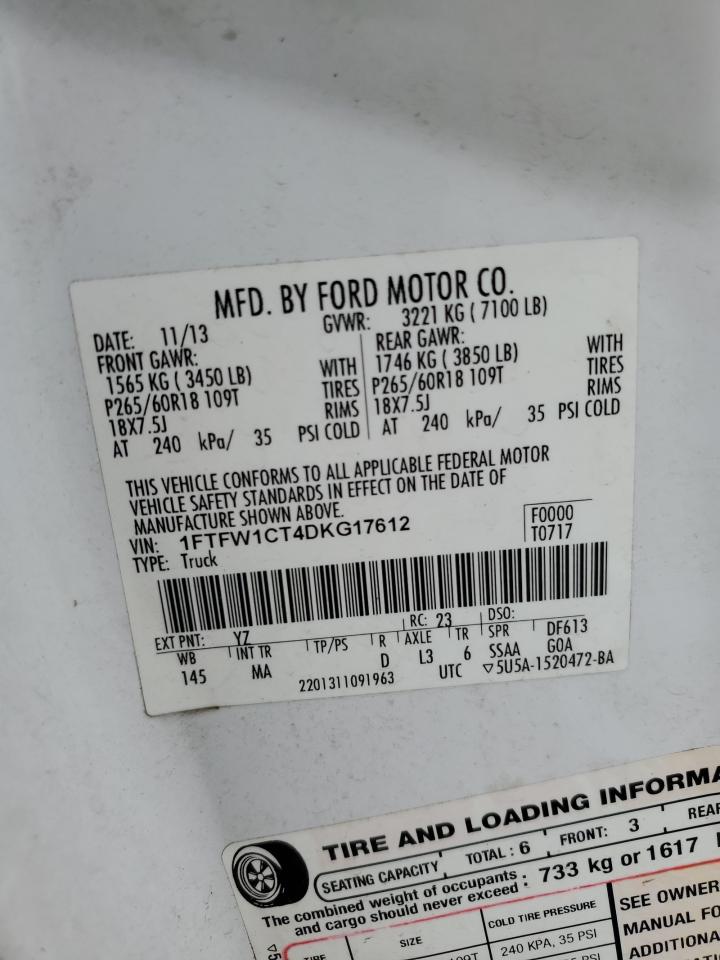 MFD. BY FORD MOTOR CO.
DATE: 11/13 GVWR: 3221 KG ( 7100 LB)
FRONT GAWR: WITH REAR GAWR: WITH
1565 KG ( 3450 LB) TIRES 1746 KG ( 3850 LB) TIRES
P265/60R18 109T RIMS P265/60R18 109T RIMS
18X7.5J 18X7.5J
AT 240 kPa/ 35 PSI COLD AT 240 kPa/ 35 PSI COLD
THIS VEHICLE CONFORMS TO ALL APPLICABLE FEDERAL MOTOR
VEHICLE SAFETY STANDARDS IN EFFECT ON THE DATE OF
MANUFACTURE SHOWN ABOVE.
VIN: 1FTFW1CT4DKG17612 F0000
TYPE: Truck T0717
EXT PNT: YZ RC: 23 DSO:
WB INT TR TP/PS R AXLE TR SPR DF613
145 MA D L3 6 SSAA GOA
2201311091963 UTC ▽5U5A-1520472-BA
TIRE AND LOADING INFORMA
SEATING CAPACITY TOTAL : 6 FRONT: 3 REAR
The combined weight of occupants
and cargo should never exceed : 733 kg or 1617
TIRE SIZE COLD TIRE PRESSURE SEE OWNER
240 KPA, 35 PSI MANUAL FO
ADDITIONA